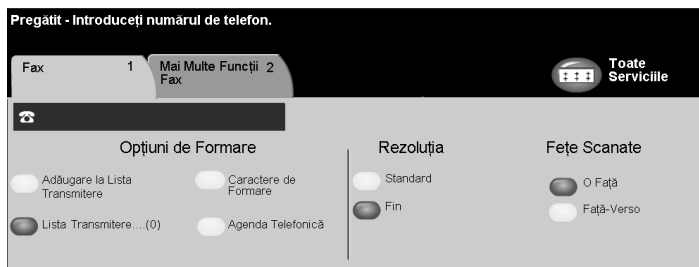 Pregătit - Introduceți numărul de telefon.
Fax 1
Mai Multe Funcții 2
Fax
Toate
Serviciile
Opțiuni de Formare
Rezoluția
Fețe Scanate
Adăugare la Lista
Transmitere
Caractere de
Formare
Standard
O Față
Lista Transmitere....(0)
Agenda Telefonică
Fin
Față-Verso